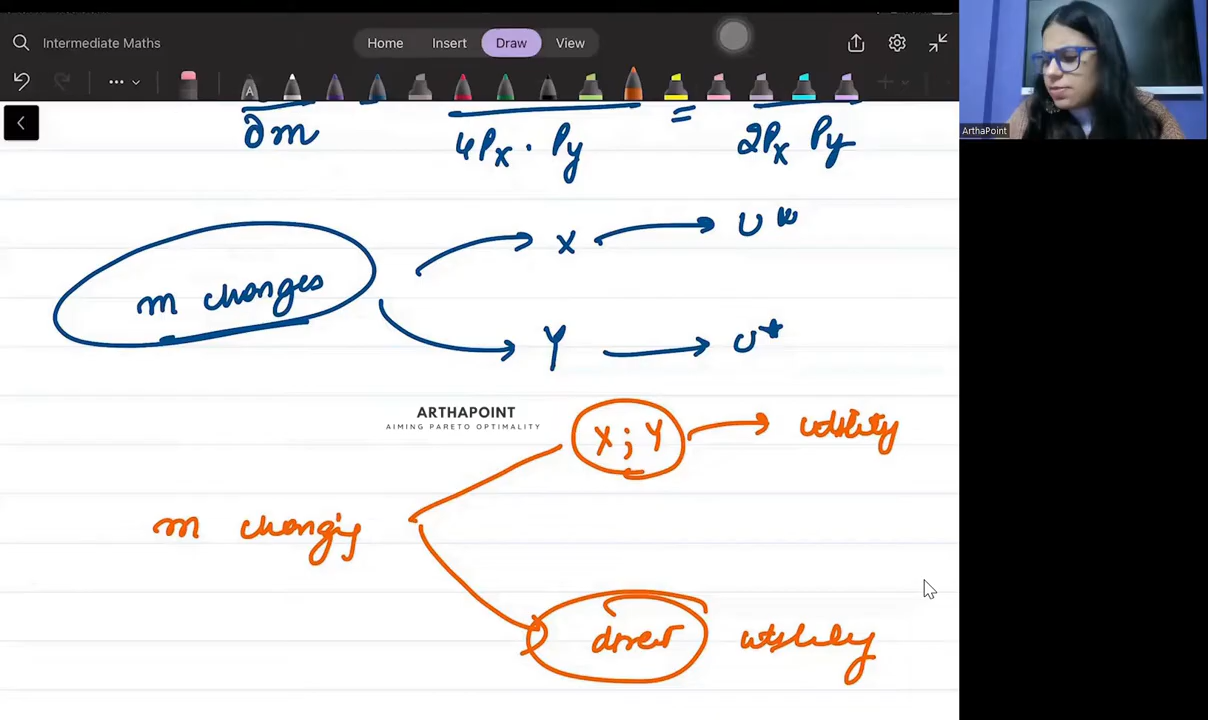 Intermediate Maths
Home Insert Draw View
A
ArthaPoint
∂m 4Px · Py = 2Px Py
m changes
X → U*
Y → U*
ARTHAPOINT
AIMING PARETO OPTIMALITY
X ; Y → utility
m changing
direct utility